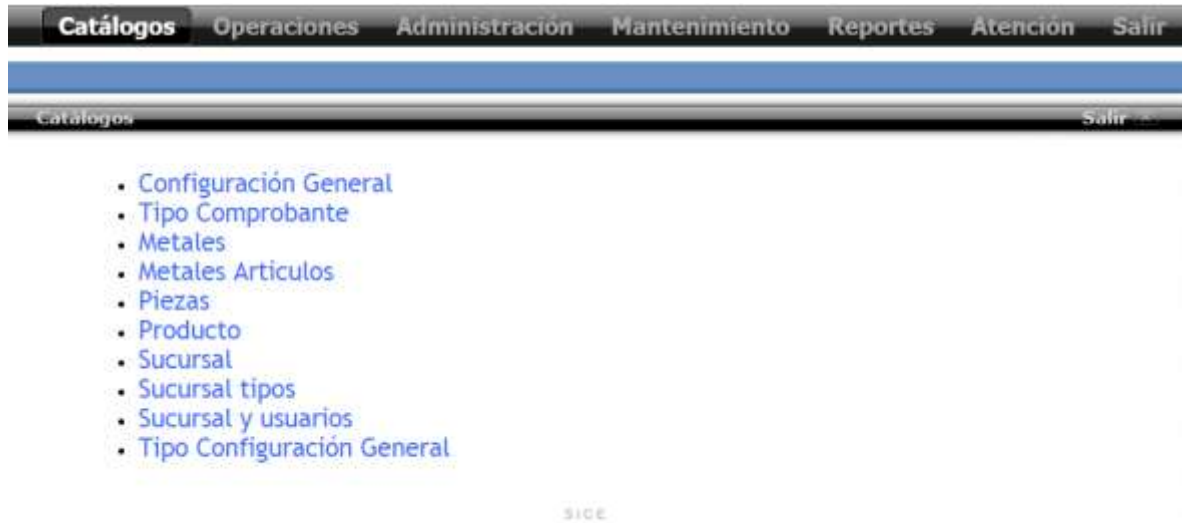 Catálogos Operaciones Administración Mantenimiento Reportes Atención Salir
Catálogos Salir
Configuración General
Tipo Comprobante
Metales
Metales Articulos
Piezas
Producto
Sucursal
Sucursal tipos
Sucursal y usuarios
Tipo Configuración General
SICE